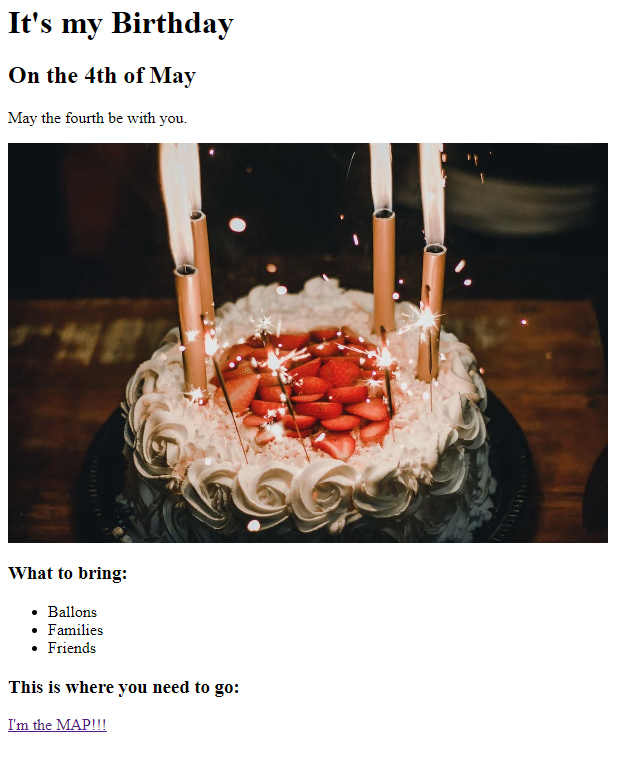 It's my Birthday
On the 4th of May
May the fourth be with you.
What to bring:
Ballons
Families
Friends
This is where you need to go:
I'm the MAP!!!